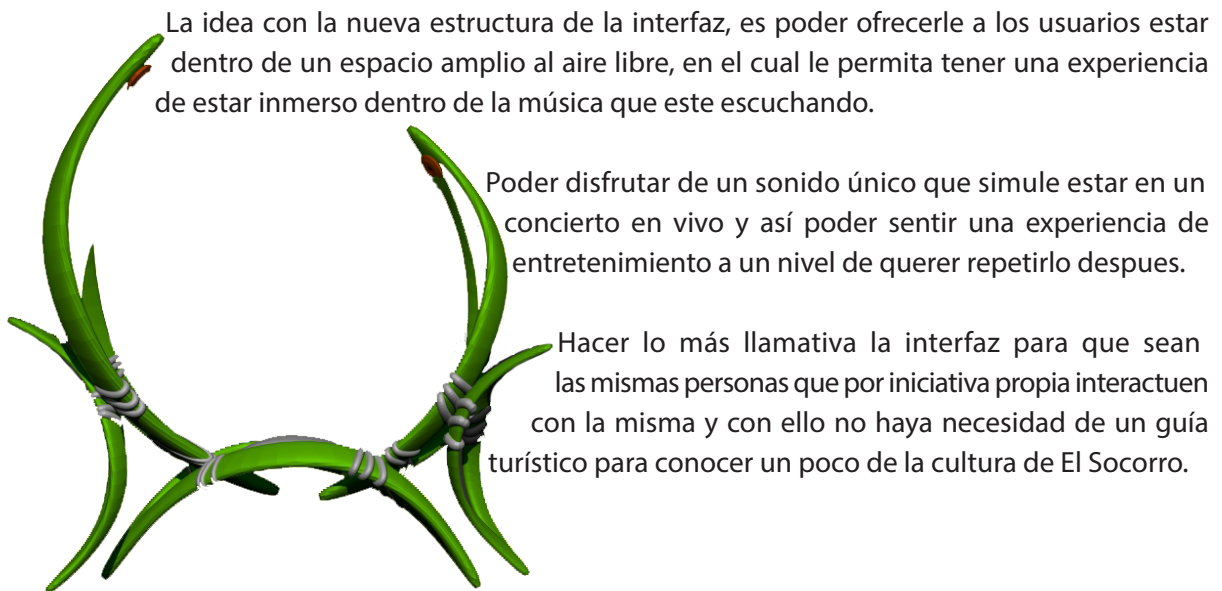 La idea con la nueva estructura de la interfaz, es poder ofrecerle a los usuarios estar
dentro de un espacio amplio al aire libre, en el cual le permita tener una experiencia
de estar inmerso dentro de la música que este escuchando.
Poder disfrutar de un sonido único que simule estar en un
concierto en vivo y así poder sentir una experiencia de
entretenimiento a un nivel de querer repetirlo despues.
Hacer lo más llamativa la interfaz para que sean
las mismas personas que por iniciativa propia interactuen
con la misma y con ello no haya necesidad de un guía
turístico para conocer un poco de la cultura de El Socorro.